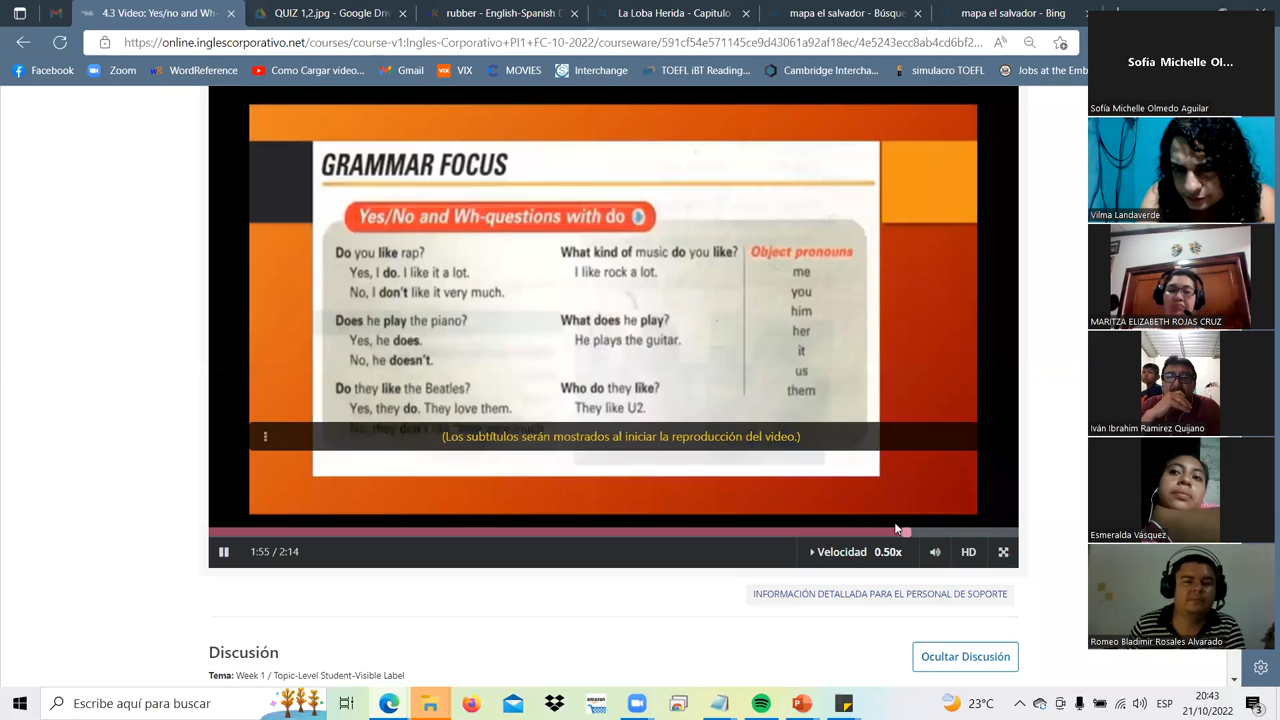 4.3 Video: Yes/no and Wh-ques
QUIZ 1,2.jpg - Google Drive
rubber - English-Spanish
La Loba Herida - Capitulo
mapa el salvador - Búsque
mapa el salvador - Bing
https://online.inglescorporativo.net/courses/course-v1:Ingles-Corporativo+PI1+FC-10-2022/courseware/591cf54e571145ce9d43061a92af18ec/4e5243ecc8ab4cd6bf2...
Facebook
Zoom
WordReference
Como Cargar video...
Gmail
VIX
MOVIES
Interchange
TOEFL iBT Reading...
Cambridge Intercha...
simulacro TOEFL
Jobs at the Emb
GRAMMAR FOCUS
Yes/No and Wh-questions with do
Do you like rap?
Yes, I do. I like it a lot.
No, I don't like it very much.
Does he play the piano?
Yes, he does.
No, he doesn't.
Do they like the Beatles?
Yes, they do. They love them.
What kind of music do you like?
I like rock a lot.
What does he play?
He plays the guitar.
Who do they like?
They like U2.
Object pronouns
me
you
him
her
it
us
them
(Los subtítulos serán mostrados al iniciar la reproducción del video.)
1:55 / 2:14
Velocidad 0.50x
HD
INFORMACIÓN DETALLADA PARA EL PERSONAL DE SOPORTE
Discusión
Tema: Week 1 / Topic-Level Student-Visible Label
Ocultar Discusión
Sofia Michelle Ol...
Sofía Michelle Olmedo Aguilar
Vilma Landaverde
MARITZA ELIZABETH ROJAS CRUZ
Iván Ibrahim Ramirez Quijano
Esmeralda Vásquez
Romeo Bladimir Rosales Alvarado
Escribe aquí para buscar
amazon
23°C
ESP
20:43
21/10/2022
3